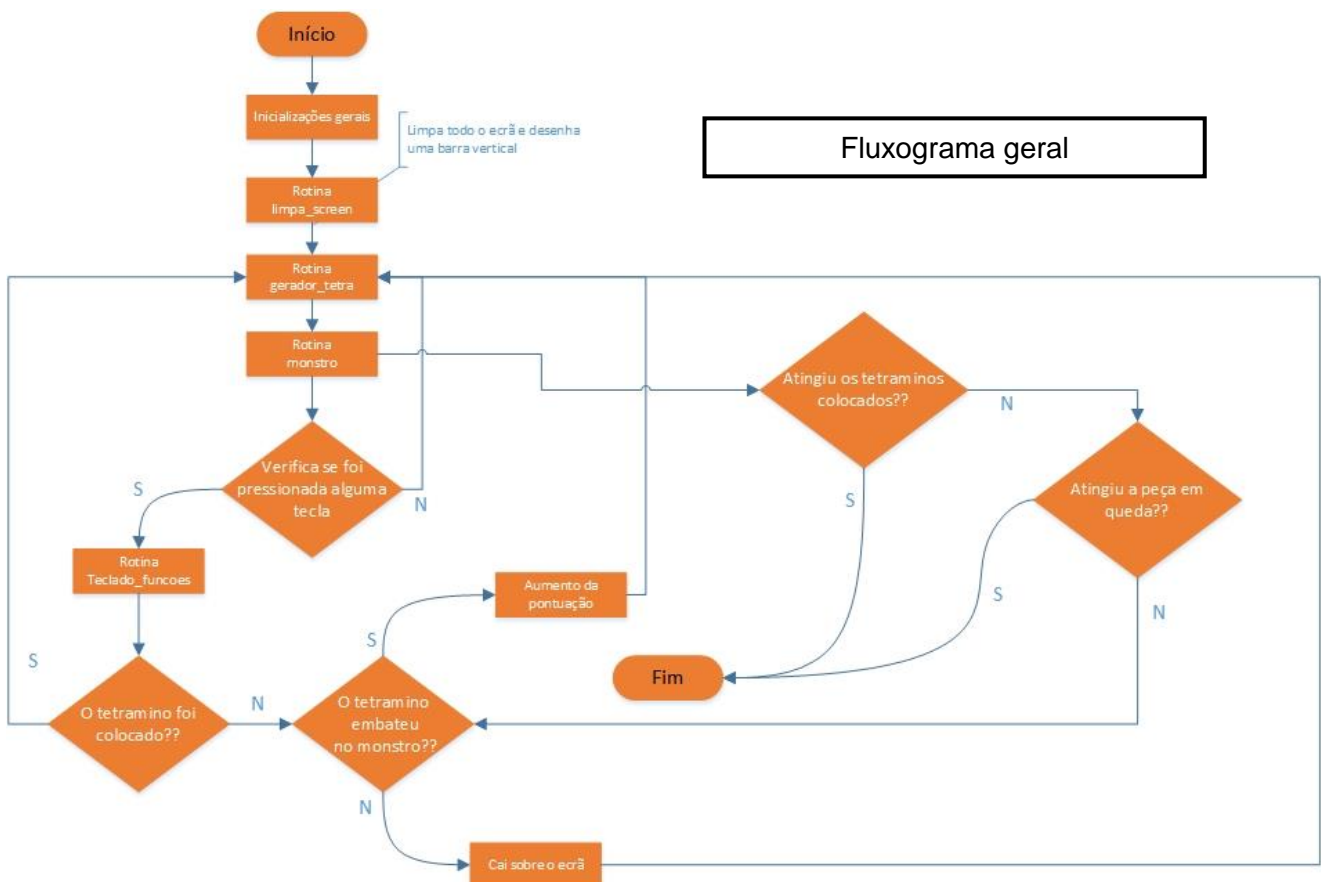 Início
Inicializações gerais
Limpa todo o ecrã e desenha
uma barra vertical
Fluxograma geral
Rotina
limpa_screen
Rotina
gerador_tetra
Rotina
monstro
Atingiu os tetraminos
colocados??
N
S
Atingiu a peça em
queda??
S
N
Verifica se foi
pressionada alguma
tecla
S
N
Rotina
Teclado_funcoes
Aumento da
pontuação
S
O tetramino foi
colocado??
N
S
O tetramino
embateu
no monstro??
N
Fim
Cai sobre o ecrã